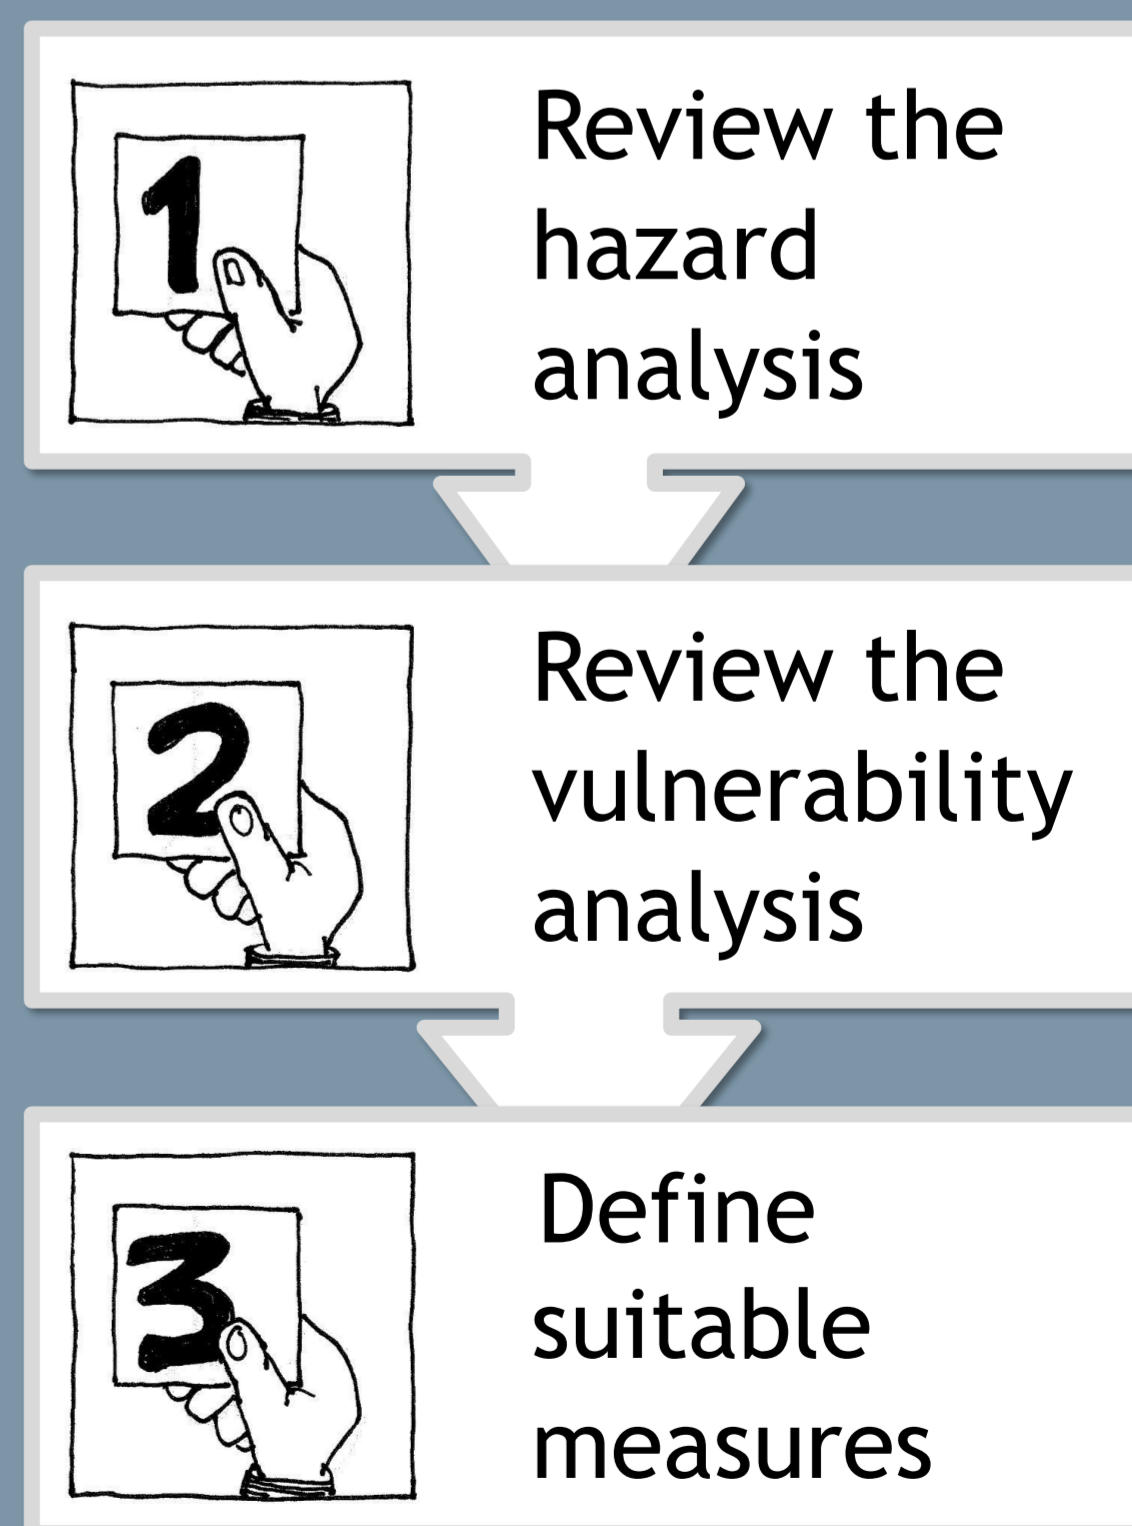 1
Review the
hazard
analysis
2
Review the
vulnerability
analysis
3
Define
suitable
measures